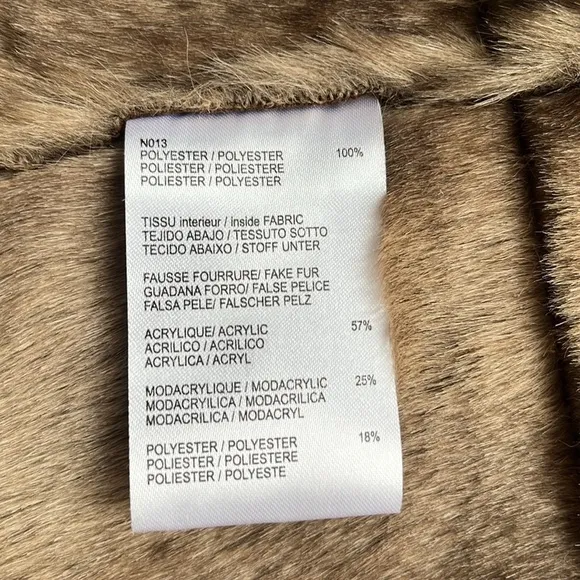 N013
POLYESTER / POLYESTER 100%
POLIESTER / POLIESTERE
POLIESTER / POLYESTER
TISSU interieur / inside FABRIC
TEJIDO ABAJO / TESSUTO SOTTO
TECIDO ABAIXO / STOFF UNTER
FAUSSE FOURRURE/ FAKE FUR
GUADANA FORRO/ FALSE PELICE
FALSA PELE/ FALSCHER PELZ
ACRYLIQUE/ ACRYLIC 57%
ACRILICO / ACRILICO
ACRYLICA / ACRYL
MODACRYLIQUE / MODACRYLIC 25%
MODACRYILICA / MODACRILICA
MODACRILICA / MODACRYL
POLYESTER / POLYESTER 18%
POLIESTER / POLIESTERE
POLIESTER / POLYESTE